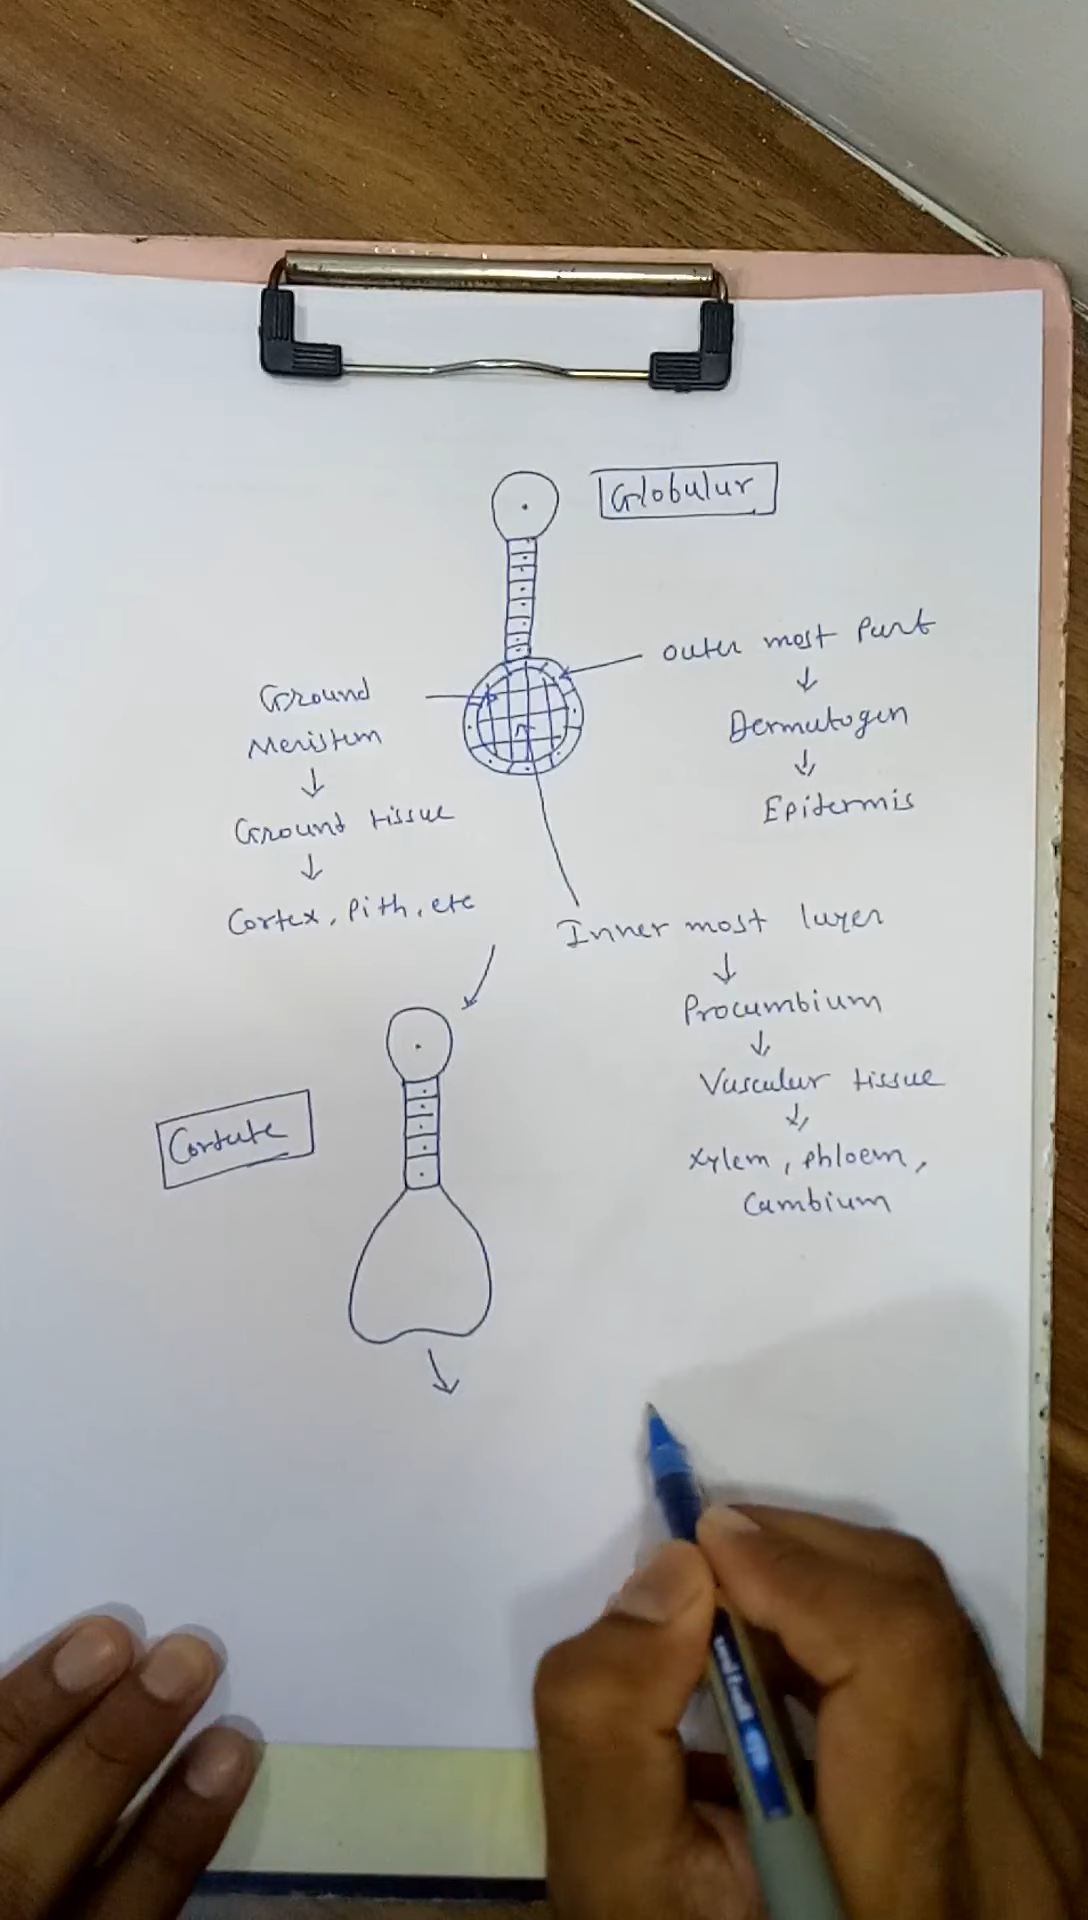 Globular
Outer most Part
↓
Dermatogen
↓
Epidermis
Ground
Meristem
↓
Ground tissue
↓
Cortex, Pith, etc
Inner most layer
↓
Procambium
↓
Vascular tissue
↓
Xylem, phloem,
Cambium
Cordate